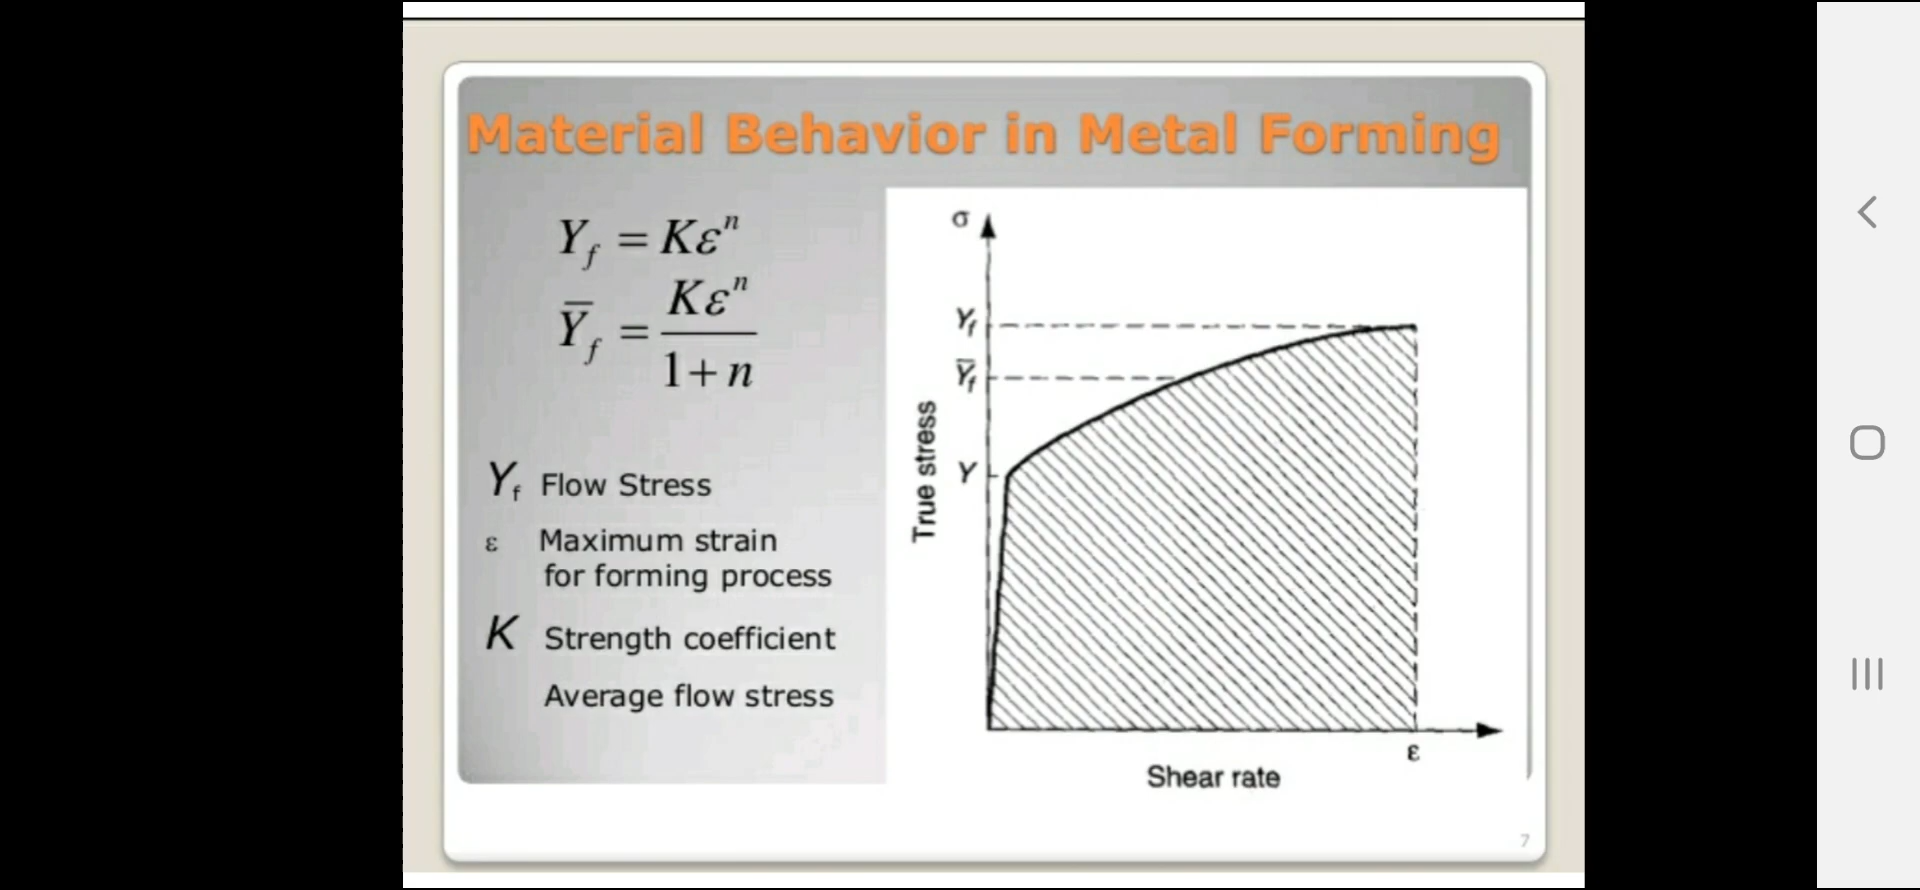 Material Behavior in Metal Forming
Y_f = Kε^n
Ȳ_f = Kε^n / 1+n
Y_f Flow Stress
ε Maximum strain
for forming process
K Strength coefficient
Average flow stress
σ
Y_f
Ȳ_f
Y
True stress
ε
Shear rate
7